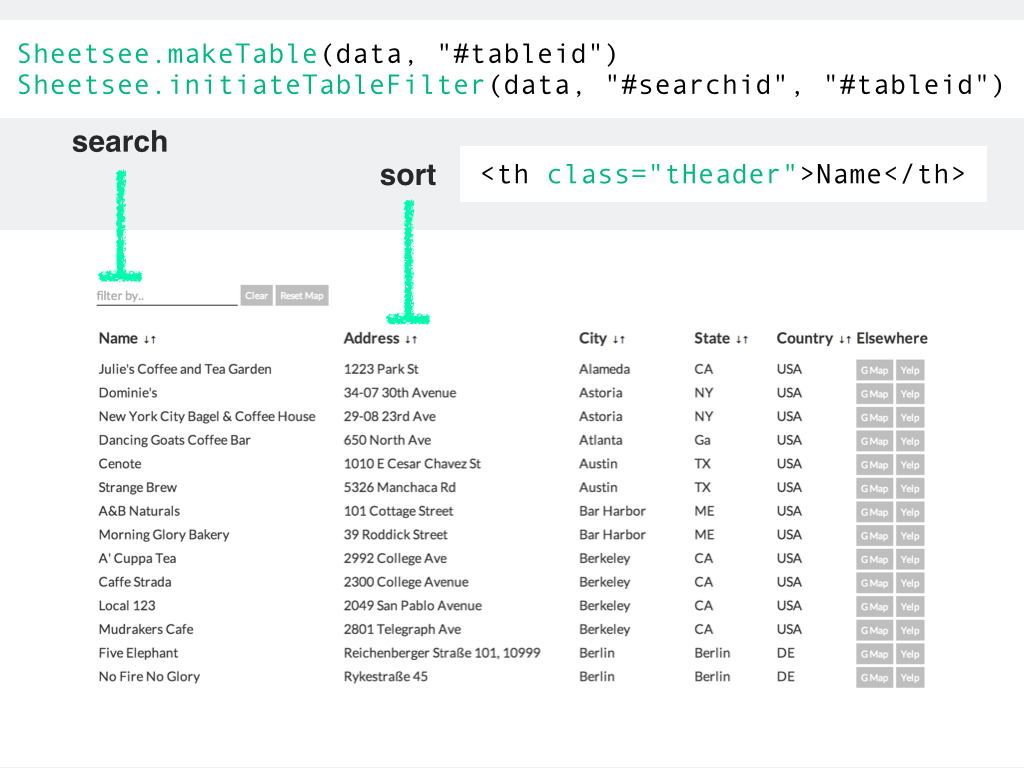 Sheetsee.makeTable(data, "#tableid")
Sheetsee.initiateTableFilter(data, "#searchid", "#tableid")
search
sort
<th class="tHeader">Name</th>
filter by.. Clear Reset Map
Name ↓↑ Address ↓↑ City ↓↑ State ↓↑ Country ↓↑ Elsewhere
Julie's Coffee and Tea Garden 1223 Park St Alameda CA USA G Map Yelp
Dominie's 34-07 30th Avenue Astoria NY USA G Map Yelp
New York City Bagel & Coffee House 29-08 23rd Ave Astoria NY USA G Map Yelp
Dancing Goats Coffee Bar 650 North Ave Atlanta Ga USA G Map Yelp
Cenote 1010 E Cesar Chavez St Austin TX USA G Map Yelp
Strange Brew 5326 Manchaca Rd Austin TX USA G Map Yelp
A&B Naturals 101 Cottage Street Bar Harbor ME USA G Map Yelp
Morning Glory Bakery 39 Roddick Street Bar Harbor ME USA G Map Yelp
A' Cuppa Tea 2992 College Ave Berkeley CA USA G Map Yelp
Caffe Strada 2300 College Avenue Berkeley CA USA G Map Yelp
Local 123 2049 San Pablo Avenue Berkeley CA USA G Map Yelp
Mudrakers Cafe 2801 Telegraph Ave Berkeley CA USA G Map Yelp
Five Elephant Reichenberger Straße 101, 10999 Berlin Berlin DE G Map Yelp
No Fire No Glory Rykestraße 45 Berlin Berlin DE G Map Yelp